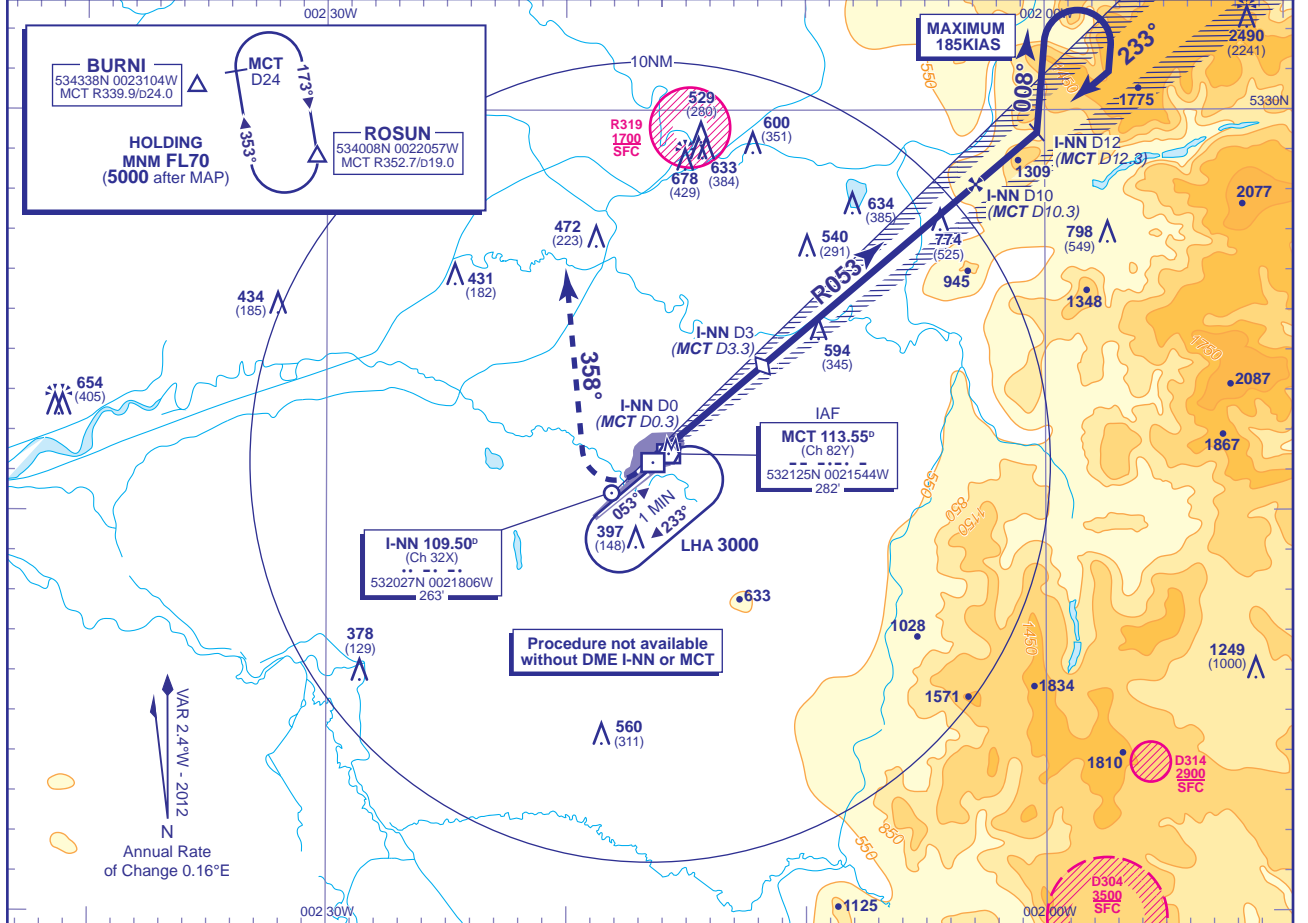 002 30W
002 00W
BURNI
534338N 0023104W
MCT R339.9/D24.0
MCT
D24
173°
353°
HOLDING
MNM FL70
(5000 after MAP)
ROSUN
534008N 0022057W
MCT R352.7/D19.0
10NM
R319
1700
SFC
529
(280)
600
(351)
633
(384)
678
(429)
MAXIMUM
185KIAS
008°
233°
2490
(2241)
1775
5330N
I-NN D12
(MCT D12.3)
1309
I-NN D10
(MCT D10.3)
2077
550
472
(223)
634
(385)
540
(291)
774
(525)
798
(549)
431
(182)
434
(185)
945
1348
R053
I-NN D3
(MCT D3.3)
594
(345)
1750
654
(405)
358°
2087
I-NN D0
(MCT D0.3)
IAF
MCT 113.55D
(Ch 82Y)
-- -·-· -
532125N 0021544W
282'
1867
053°
1 MIN
233°
397
(148)
LHA 3000
550
850
1150
I-NN 109.50D
(Ch 32X)
·· -· -·
532027N 0021806W
263'
633
Procedure not available
without DME I-NN or MCT
378
(129)
1028
1450
1249
(1000)
1571
1834
VAR 2.4°W - 2012
N
Annual Rate
of Change 0.16°E
560
(311)
1810
D314
2900
SFC
850
550
D304
3500
SFC
1125
002 30W
002 00W